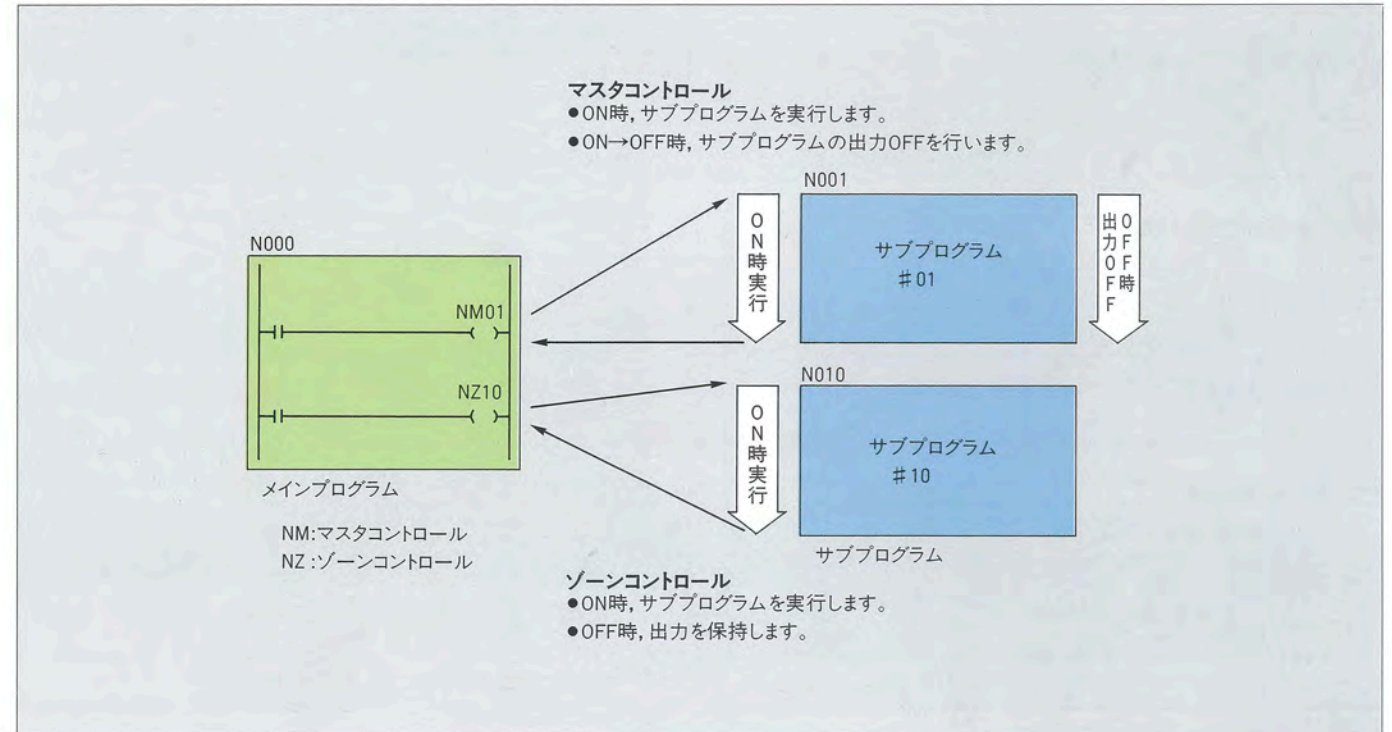 マスタコントロール
●ON時,サブプログラムを実行します。
●ON→OFF時,サブプログラムの出力OFFを行います。
N000
NM01
NZ10
メインプログラム
NM:マスタコントロール
NZ:ゾーンコントロール
ON時実行
N001
サブプログラム
#01
OFF時
出力OFF
ON時実行
N010
サブプログラム
#10
サブプログラム
ゾーンコントロール
●ON時,サブプログラムを実行します。
●OFF時,出力を保持します。